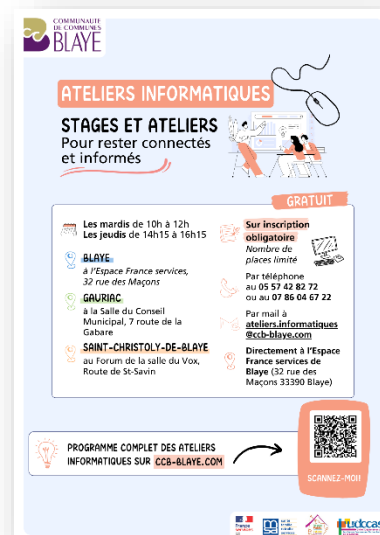 COMMUNAUTÉ
DE COMMUNES
BLAYE
ATELIERS INFORMATIQUES
STAGES ET ATELIERS
Pour rester connectés
et informés
GRATUIT
Les mardis de 10h à 12h
Les jeudis de 14h15 à 16h15
BLAYE
à l'Espace France services,
32 rue des Maçons
GAURIAC
à la Salle du Conseil
Municipal, 7 route de la
Gabare
SAINT-CHRISTOLY-DE-BLAYE
au Forum de la salle du Vox,
Route de St-Savin
Sur inscription
obligatoire
Nombre de
places limité
Par téléphone
au 05 57 42 82 72
ou au 07 86 04 67 22
Par mail à
ateliers.informatiques
@ccb-blaye.com
Directement à l'Espace
France services de
Blaye (32 rue des
Maçons 33390 Blaye)
PROGRAMME COMPLET DES ATELIERS
INFORMATIQUES SUR CCB-BLAYE.COM
SCANNEZ-MOI!
France
services
udccas